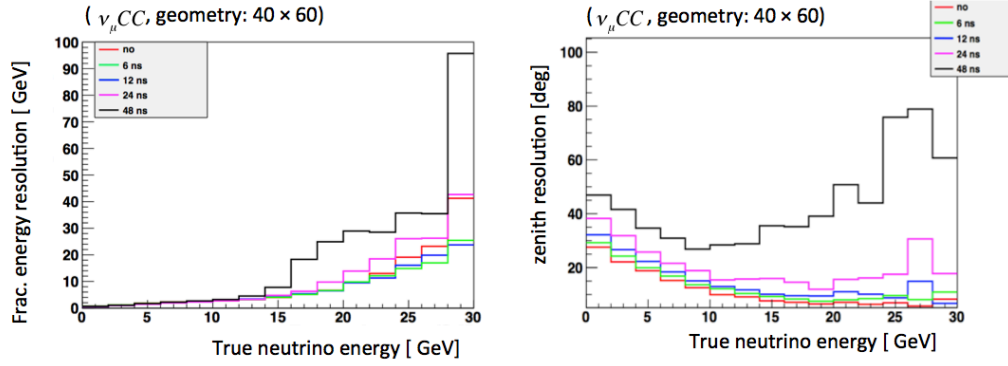 ( ν_μCC, geometry: 40 × 60)
Frac. energy resolution [ GeV]
100
90
80
70
60
50
40
30
20
10
0
no
6 ns
12 ns
24 ns
48 ns
0 5 10 15 20 25 30
True neutrino energy [ GeV]
( ν_μCC, geometry: 40 × 60)
zenith resolution [deg]
100
80
60
40
20
no
6 ns
12 ns
24 ns
48 ns
0 5 10 15 20 25 30
True neutrino energy [ GeV]